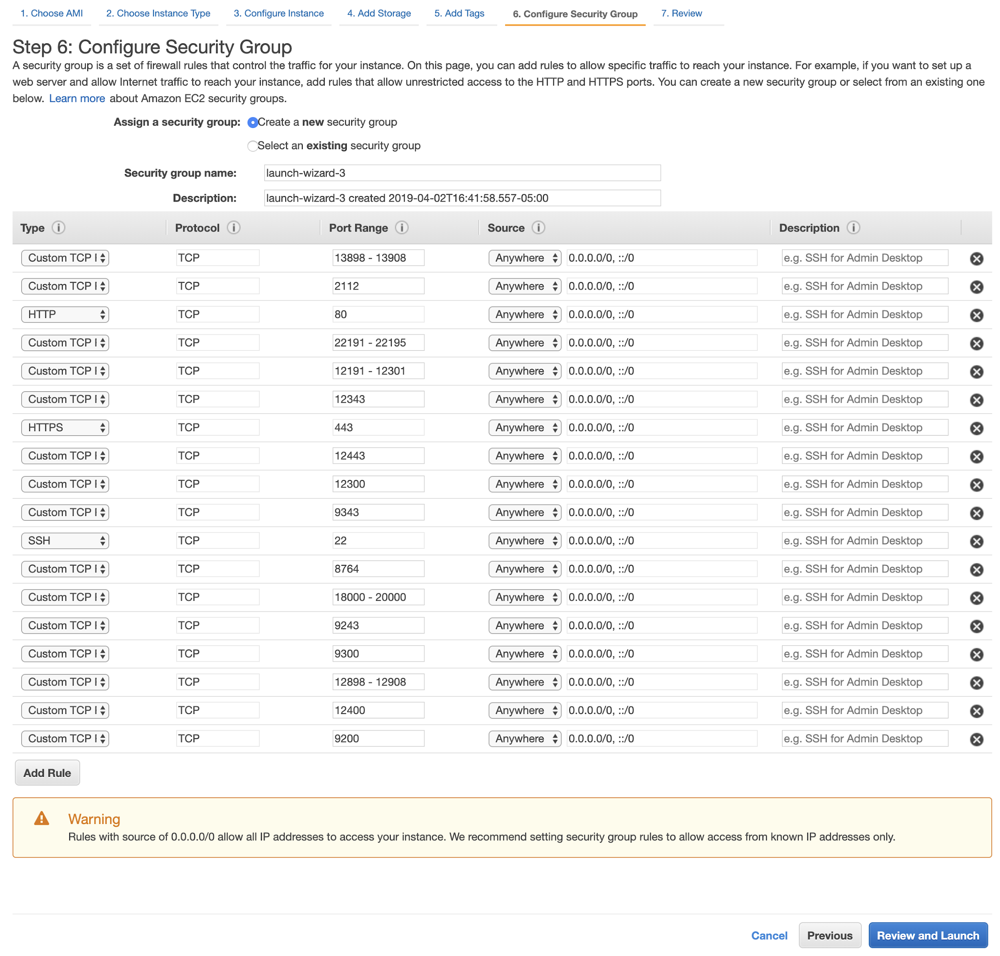 1. Choose AMI 2. Choose Instance Type 3. Configure Instance 4. Add Storage 5. Add Tags 6. Configure Security Group 7. Review
Step 6: Configure Security Group
A security group is a set of firewall rules that control the traffic for your instance. On this page, you can add rules to allow specific traffic to reach your instance. For example, if you want to set up a
web server and allow Internet traffic to reach your instance, add rules that allow unrestricted access to the HTTP and HTTPS ports. You can create a new security group or select from an existing one
below. Learn more about Amazon EC2 security groups.
Assign a security group: Create a new security group
Select an existing security group
Security group name: launch-wizard-3
Description: launch-wizard-3 created 2019-04-02T16:41:58.557-05:00
Type Protocol Port Range Source Description
Custom TCP TCP 13898 - 13908 Anywhere 0.0.0.0/0, ::/0 e.g. SSH for Admin Desktop
Custom TCP TCP 2112 Anywhere 0.0.0.0/0, ::/0 e.g. SSH for Admin Desktop
HTTP TCP 80 Anywhere 0.0.0.0/0, ::/0 e.g. SSH for Admin Desktop
Custom TCP TCP 22191 - 22195 Anywhere 0.0.0.0/0, ::/0 e.g. SSH for Admin Desktop
Custom TCP TCP 12191 - 12301 Anywhere 0.0.0.0/0, ::/0 e.g. SSH for Admin Desktop
Custom TCP TCP 12343 Anywhere 0.0.0.0/0, ::/0 e.g. SSH for Admin Desktop
HTTPS TCP 443 Anywhere 0.0.0.0/0, ::/0 e.g. SSH for Admin Desktop
Custom TCP TCP 12443 Anywhere 0.0.0.0/0, ::/0 e.g. SSH for Admin Desktop
Custom TCP TCP 12300 Anywhere 0.0.0.0/0, ::/0 e.g. SSH for Admin Desktop
Custom TCP TCP 9343 Anywhere 0.0.0.0/0, ::/0 e.g. SSH for Admin Desktop
SSH TCP 22 Anywhere 0.0.0.0/0, ::/0 e.g. SSH for Admin Desktop
Custom TCP TCP 8764 Anywhere 0.0.0.0/0, ::/0 e.g. SSH for Admin Desktop
Custom TCP TCP 18000 - 20000 Anywhere 0.0.0.0/0, ::/0 e.g. SSH for Admin Desktop
Custom TCP TCP 9243 Anywhere 0.0.0.0/0, ::/0 e.g. SSH for Admin Desktop
Custom TCP TCP 9300 Anywhere 0.0.0.0/0, ::/0 e.g. SSH for Admin Desktop
Custom TCP TCP 12898 - 12908 Anywhere 0.0.0.0/0, ::/0 e.g. SSH for Admin Desktop
Custom TCP TCP 12400 Anywhere 0.0.0.0/0, ::/0 e.g. SSH for Admin Desktop
Custom TCP TCP 9200 Anywhere 0.0.0.0/0, ::/0 e.g. SSH for Admin Desktop
Add Rule
Warning
Rules with source of 0.0.0.0/0 allow all IP addresses to access your instance. We recommend setting security group rules to allow access from known IP addresses only.
Cancel Previous Review and Launch